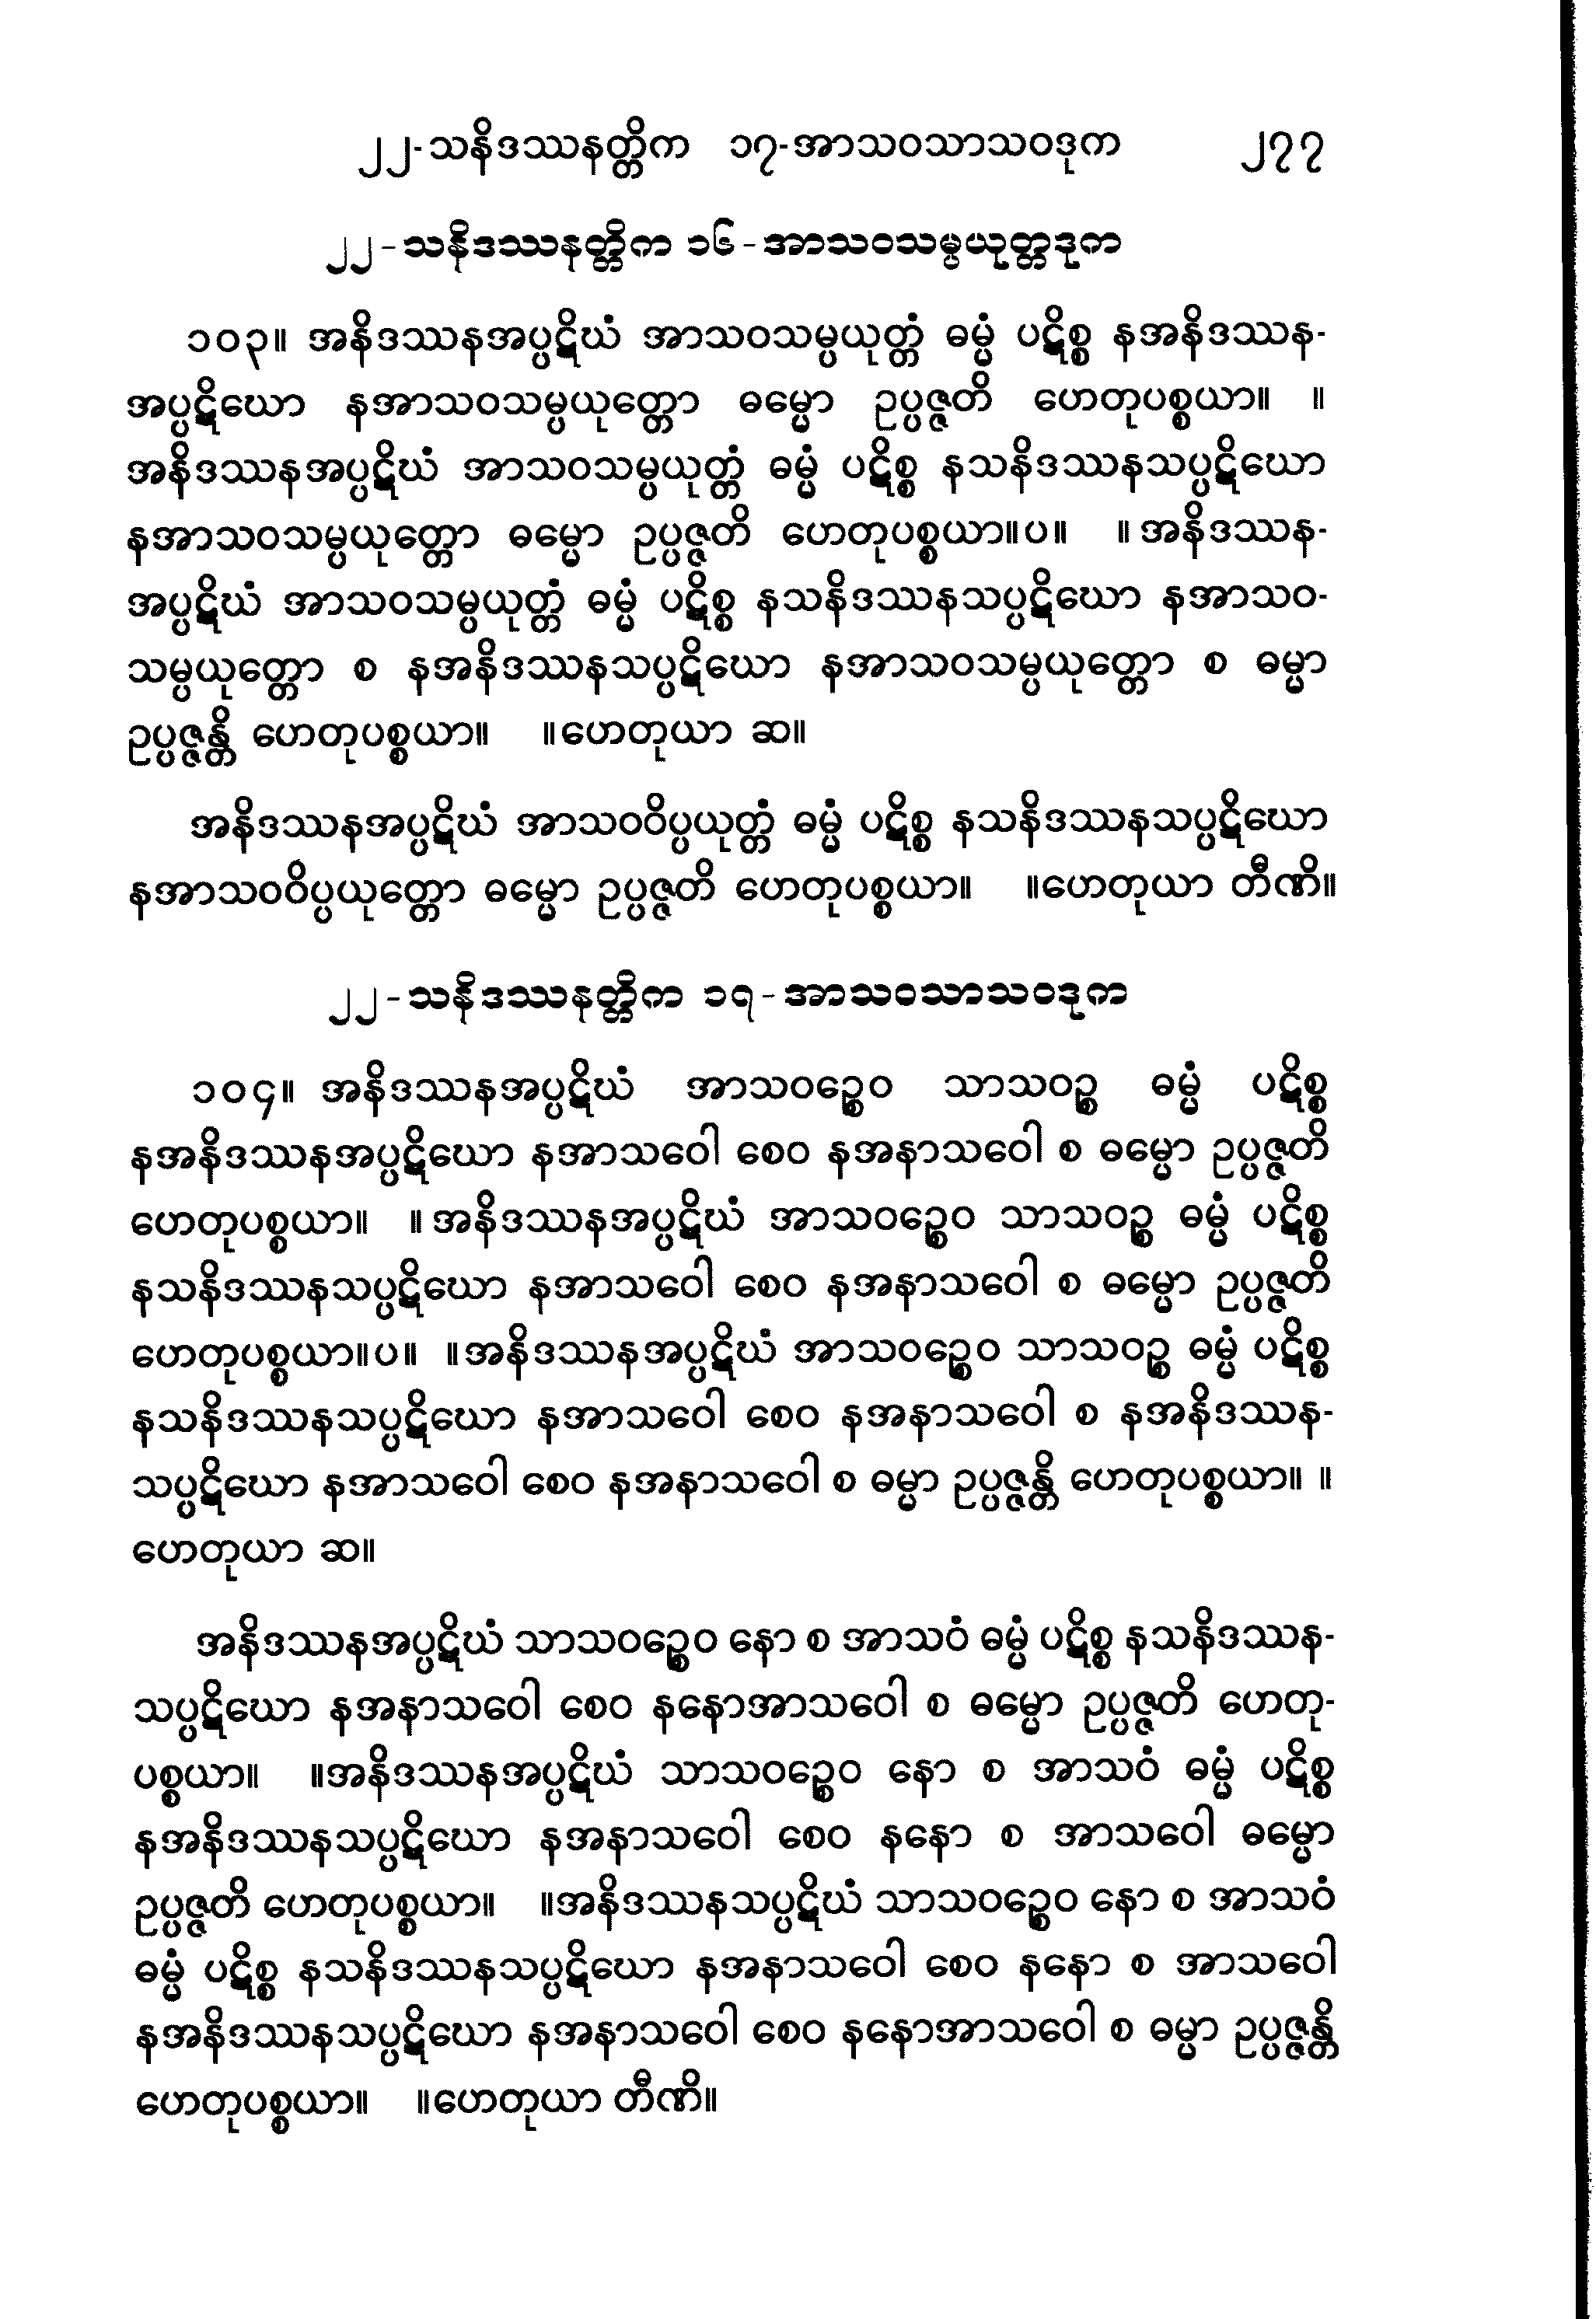 ၂၂-သနိဒဿနတ္တိက ၁၇-အာသဝသာသဝဒုက ၂၇၇
၂၂-သနိဒဿနတ္တိက ၁၆-အာသဝသမ္ပယုတ္တဒုက
၁၀၃။ အနိဒဿနအပ္ပဋိဃံ အာသဝသမ္ပယုတ္တံ ဓမ္မံ ပဋိစ္စ နအနိဒဿန-
အပ္ပဋိဃော နအာသဝသမ္ပယုတ္တော ဓမ္မော ဥပ္ပဇ္ဇတိ ဟေတုပစ္စယာ။ ။
အနိဒဿနအပ္ပဋိဃံ အာသဝသမ္ပယုတ္တံ ဓမ္မံ ပဋိစ္စ နသနိဒဿနသပ္ပဋိဃော
နအာသဝသမ္ပယုတ္တော ဓမ္မော ဥပ္ပဇ္ဇတိ ဟေတုပစ္စယာ။ပ။ ။အနိဒဿန-
အပ္ပဋိဃံ အာသဝသမ္ပယုတ္တံ ဓမ္မံ ပဋိစ္စ နသနိဒဿနသပ္ပဋိဃော နအာသဝ-
သမ္ပယုတ္တော စ နအနိဒဿနသပ္ပဋိဃော နအာသဝသမ္ပယုတ္တော စ ဓမ္မာ
ဥပ္ပဇ္ဇန္တိ ဟေတုပစ္စယာ။ ။ဟေတုယာ ဆ။
အနိဒဿနအပ္ပဋိဃံ အာသဝဝိပ္ပယုတ္တံ ဓမ္မံ ပဋိစ္စ နသနိဒဿနသပ္ပဋိဃော
နအာသဝဝိပ္ပယုတ္တော ဓမ္မော ဥပ္ပဇ္ဇတိ ဟေတုပစ္စယာ။ ။ဟေတုယာ တီဏိ။
၂၂-သနိဒဿနတ္တိက ၁၇-အာသဝသာသဝဒုက
၁၀၄။ အနိဒဿနအပ္ပဋိဃံ အာသဝဉ္စေဝ သာသဝဉ္စ ဓမ္မံ ပဋိစ္စ
နအနိဒဿနအပ္ပဋိဃော နအာသဝေါ စေဝ နအနာသဝေါ စ ဓမ္မော ဥပ္ပဇ္ဇတိ
ဟေတုပစ္စယာ။ ။အနိဒဿနအပ္ပဋိဃံ အာသဝဉ္စေဝ သာသဝဉ္စ ဓမ္မံ ပဋိစ္စ
နသနိဒဿနသပ္ပဋိဃော နအာသဝေါ စေဝ နအနာသဝေါ စ ဓမ္မော ဥပ္ပဇ္ဇတိ
ဟေတုပစ္စယာ။ပ။ ။အနိဒဿနအပ္ပဋိဃံ အာသဝဉ္စေဝ သာသဝဉ္စ ဓမ္မံ ပဋိစ္စ
နသနိဒဿနသပ္ပဋိဃော နအာသဝေါ စေဝ နအနာသဝေါ စ နအနိဒဿန-
သပ္ပဋိဃော နအာသဝေါ စေဝ နအနာသဝေါ စ ဓမ္မာ ဥပ္ပဇ္ဇန္တိ ဟေတုပစ္စယာ။ ။
ဟေတုယာ ဆ။
အနိဒဿနအပ္ပဋိဃံ သာသဝဉ္စေဝ နော စ အာသဝံ ဓမ္မံ ပဋိစ္စ နသနိဒဿန-
သပ္ပဋိဃော နအနာသဝေါ စေဝ နနောအာသဝေါ စ ဓမ္မော ဥပ္ပဇ္ဇတိ ဟေတု-
ပစ္စယာ။ ။အနိဒဿနအပ္ပဋိဃံ သာသဝဉ္စေဝ နော စ အာသဝံ ဓမ္မံ ပဋိစ္စ
နအနိဒဿနသပ္ပဋိဃော နအနာသဝေါ စေဝ နနော စ အာသဝေါ ဓမ္မော
ဥပ္ပဇ္ဇတိ ဟေတုပစ္စယာ။ ။အနိဒဿနသပ္ပဋိဃံ သာသဝဉ္စေဝ နော စ အာသဝံ
ဓမ္မံ ပဋိစ္စ နသနိဒဿနသပ္ပဋိဃော နအနာသဝေါ စေဝ နနော စ အာသဝေါ
နအနိဒဿနသပ္ပဋိဃော နအနာသဝေါ စေဝ နနောအာသဝေါ စ ဓမ္မာ ဥပ္ပဇ္ဇန္တိ
ဟေတုပစ္စယာ။ ။ဟေတုယာ တီဏိ။